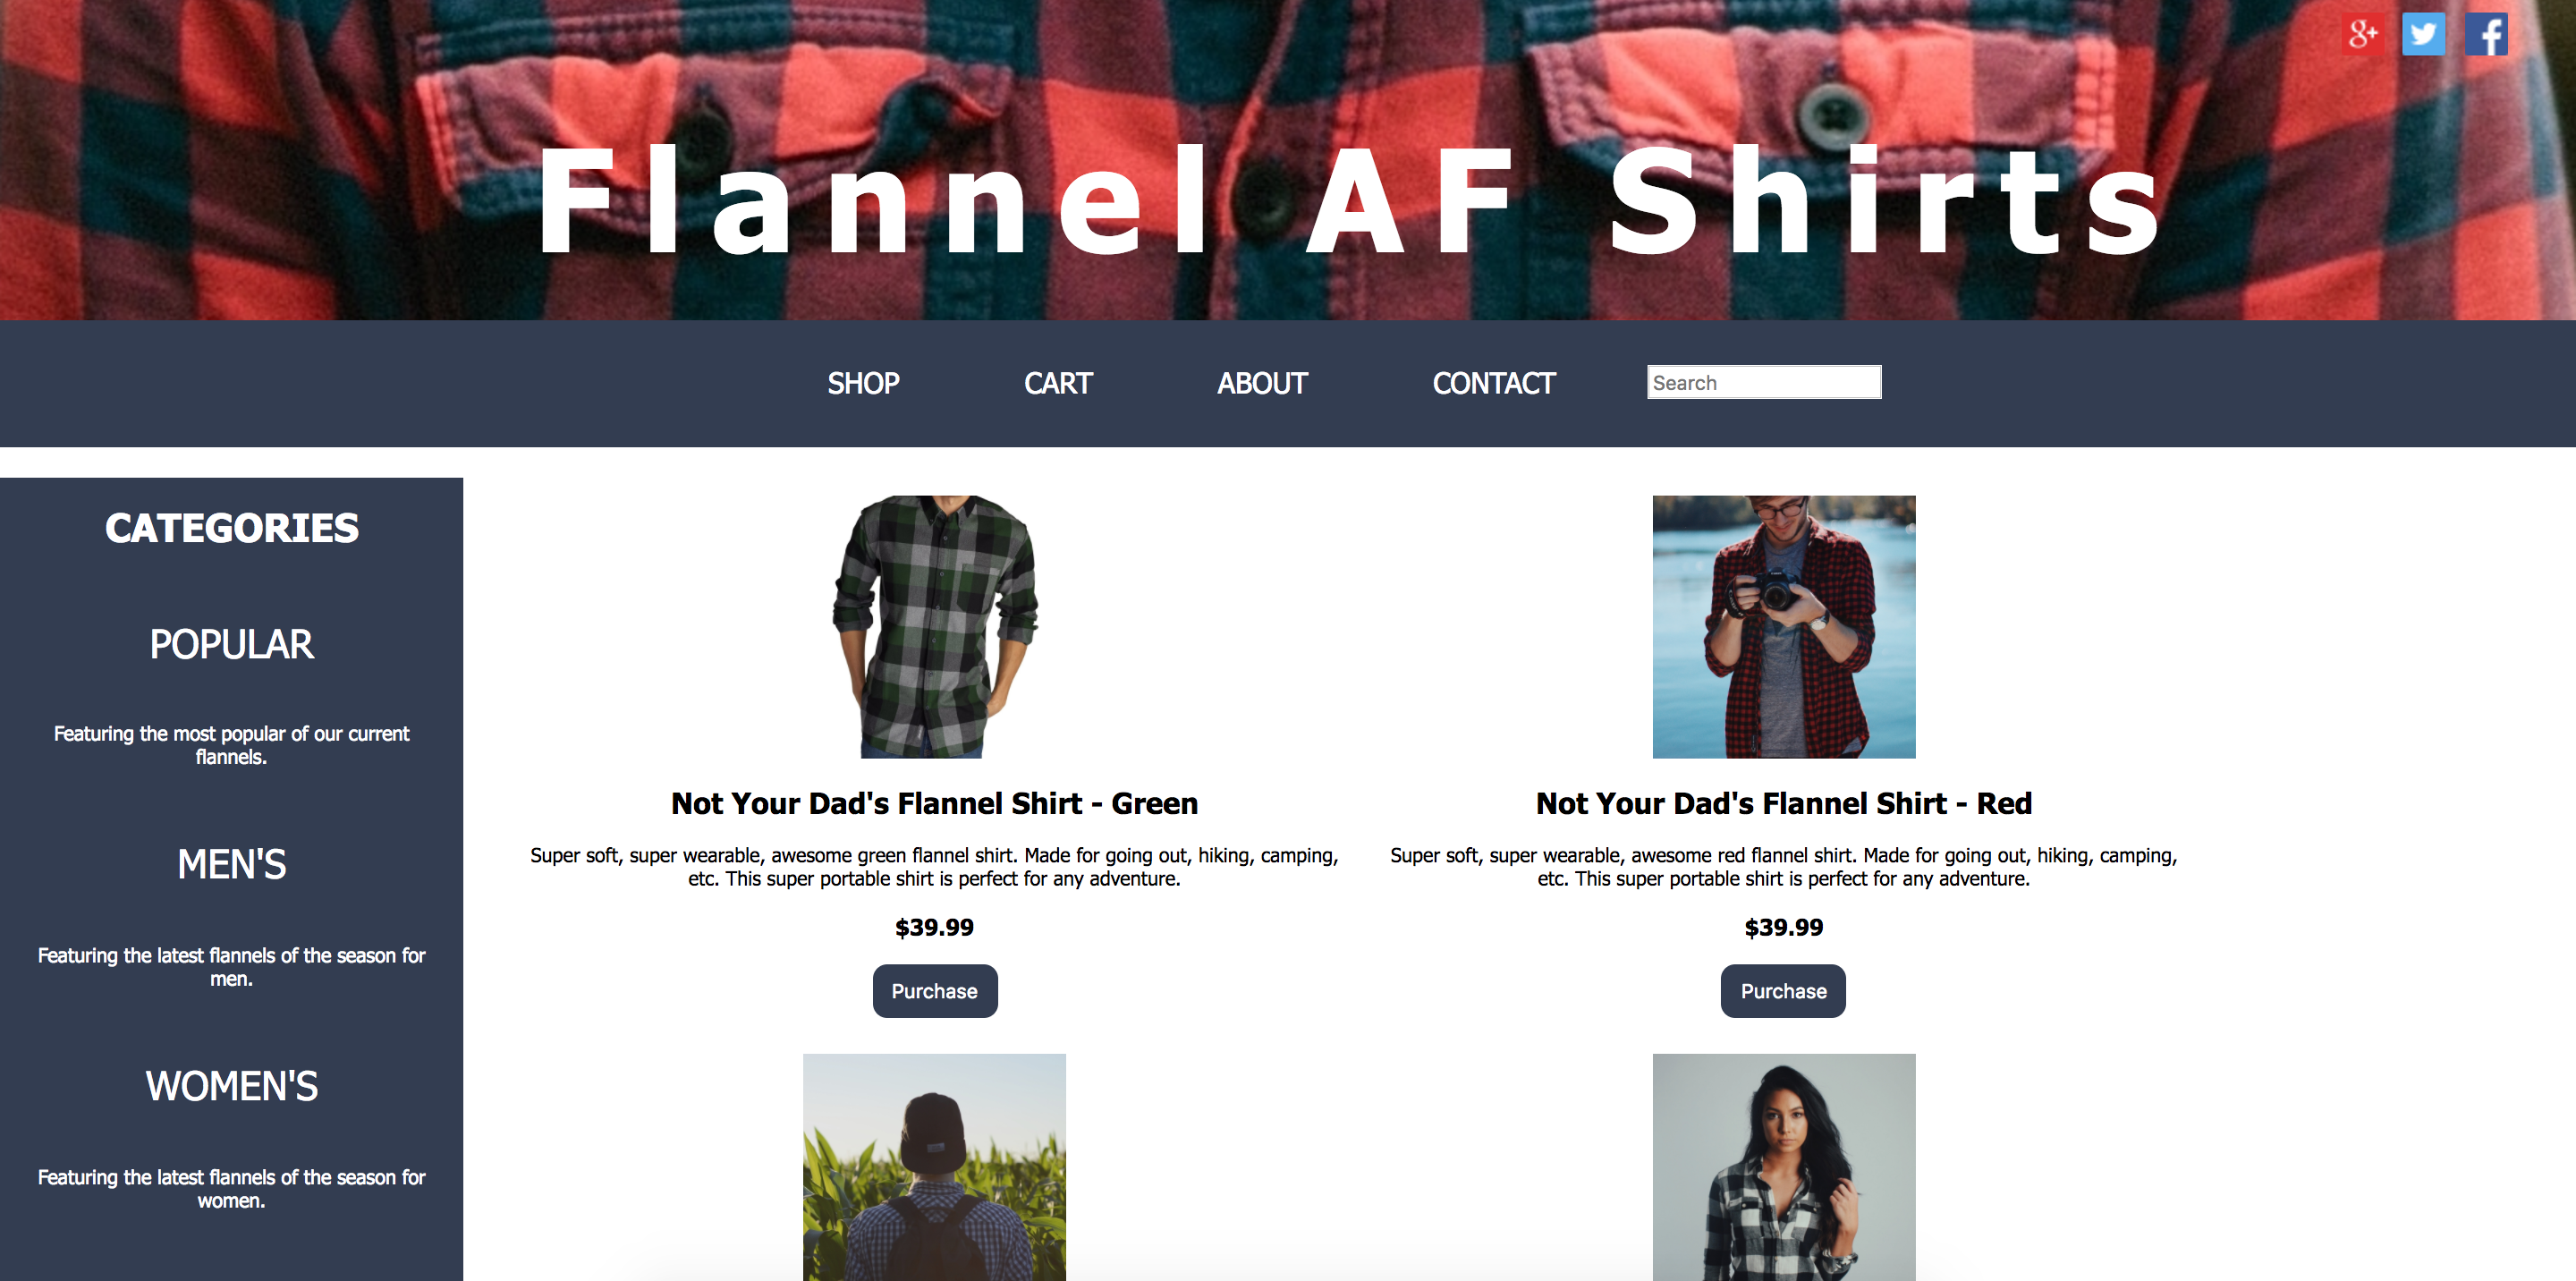 g+
f
Flannel AF Shirts
SHOP CART ABOUT CONTACT Search
CATEGORIES
POPULAR
Featuring the most popular of our current
flannels.
MEN'S
Featuring the latest flannels of the season for
men.
WOMEN'S
Featuring the latest flannels of the season for
women.
Not Your Dad's Flannel Shirt - Green
Super soft, super wearable, awesome green flannel shirt. Made for going out, hiking, camping,
etc. This super portable shirt is perfect for any adventure.
$39.99
Purchase
Not Your Dad's Flannel Shirt - Red
Super soft, super wearable, awesome red flannel shirt. Made for going out, hiking, camping,
etc. This super portable shirt is perfect for any adventure.
$39.99
Purchase